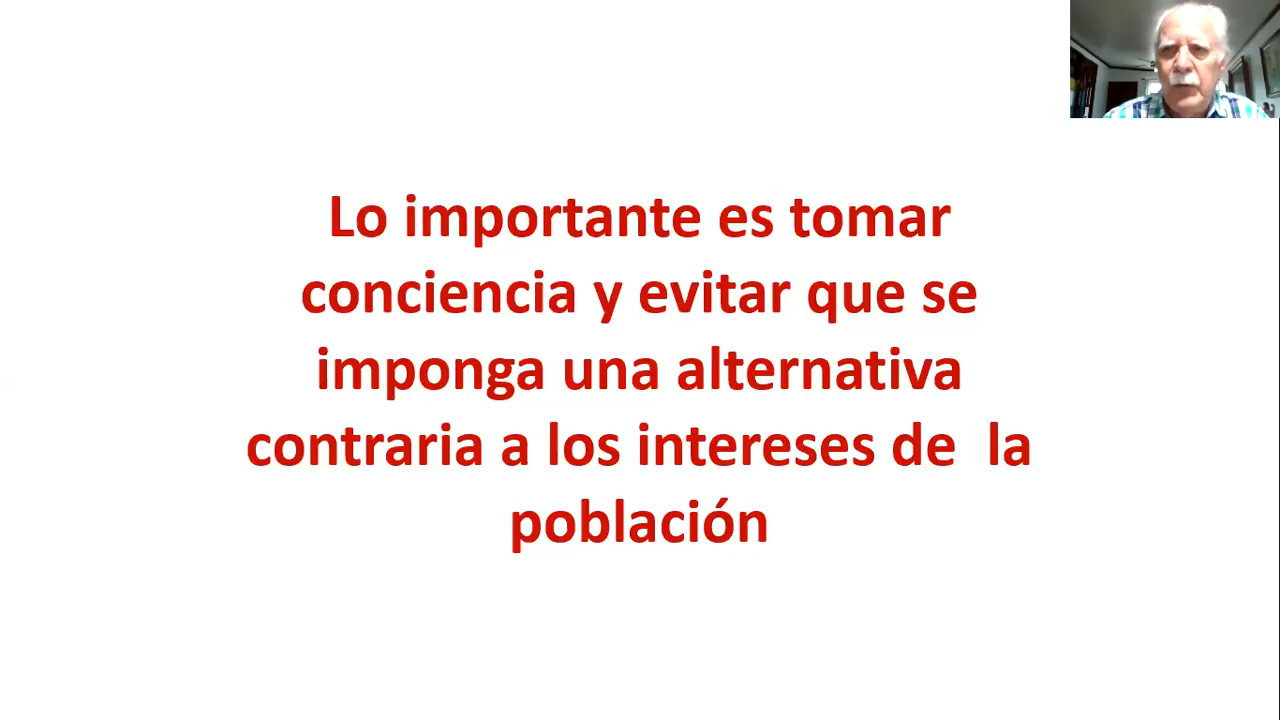 Lo importante es tomar
conciencia y evitar que se
imponga una alternativa
contraria a los intereses de  la
población